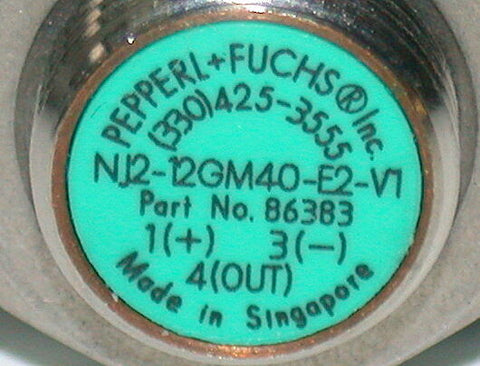 PEPPERL+FUCHS® Inc.
(330)425-3555
NJ2-12GM40-E2-V1
Part No. 86383
1(+) 3(−)
4(OUT)
Made in Singapore